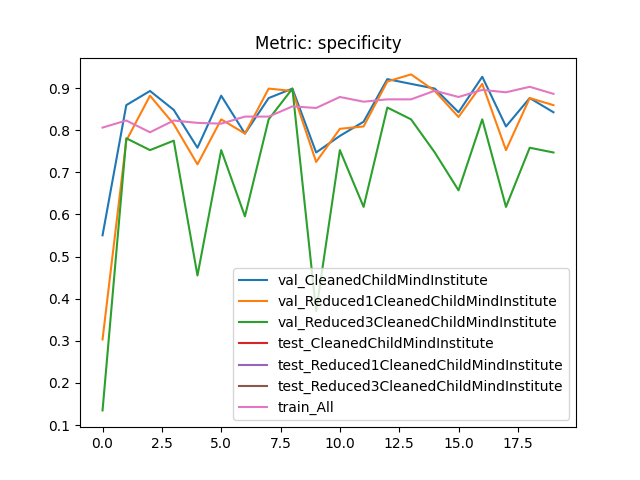 Metric: specificity
0.9
0.8
0.7
0.6
0.5
0.4
0.3
0.2
0.1
val_CleanedChildMindInstitute
val_Reduced1CleanedChildMindInstitute
val_Reduced3CleanedChildMindInstitute
test_CleanedChildMindInstitute
test_Reduced1CleanedChildMindInstitute
test_Reduced3CleanedChildMindInstitute
train_All
0.0 2.5 5.0 7.5 10.0 12.5 15.0 17.5